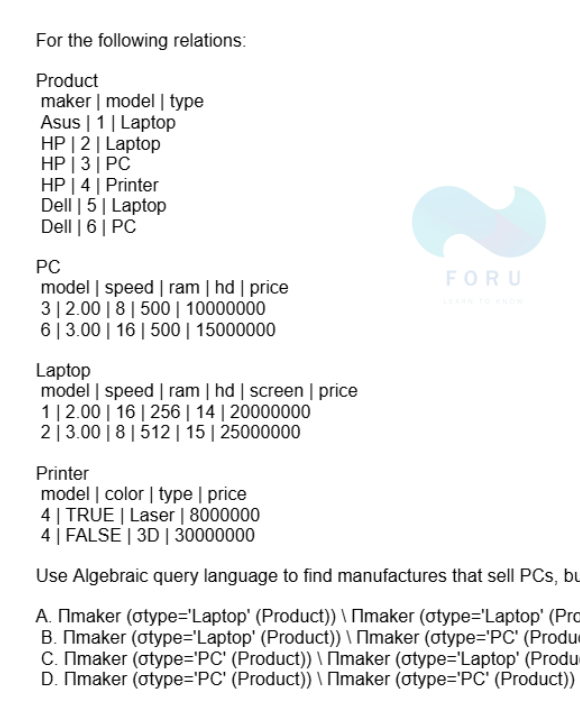 For the following relations:
Product
maker | model | type
Asus | 1 | Laptop
HP | 2 | Laptop
HP | 3 | PC
HP | 4 | Printer
Dell | 5 | Laptop
Dell | 6 | PC
FORU
LEARN TO KNOW
PC
model | speed | ram | hd | price
3 | 2.00 | 8 | 500 | 10000000
6 | 3.00 | 16 | 500 | 15000000
Laptop
model | speed | ram | hd | screen | price
1 | 2.00 | 16 | 256 | 14 | 20000000
2 | 3.00 | 8 | 512 | 15 | 25000000
Printer
model | color | type | price
4 | TRUE | Laser | 8000000
4 | FALSE | 3D | 30000000
Use Algebraic query language to find manufactures that sell PCs,
A. Πmaker (σtype='Laptop' (Product)) \ Πmaker (σtype='Laptop'
B. Πmaker (σtype='Laptop' (Product)) \ Πmaker (σtype='PC'
C. Πmaker (σtype='PC' (Product)) \ Πmaker (σtype='Laptop'
D. Πmaker (σtype='PC' (Product)) \ Πmaker (σtype='PC' (Product))